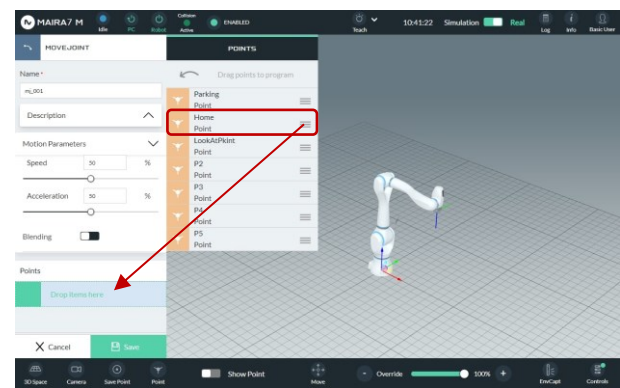 MAIRA7 M
Idle
PC
Robot
Collision
Active
ENABLED
Teach
10:41:22
Simulation
Real
Log
Info
Basic User
MOVE JOINT
Name *
mj_001
Description
Motion Parameters
Speed
50
%
Acceleration
50
%
Blending
Points
Drop items here
Cancel
Save
POINTS
Drag points to program
Parking
Point
Home
Point
LookAtPkint
Point
P2
Point
P3
Point
P4
Point
P5
Point
3D Space
Camera
Save Point
Point
Show Point
Move
- Override
100% +
EnvCapt
Controls